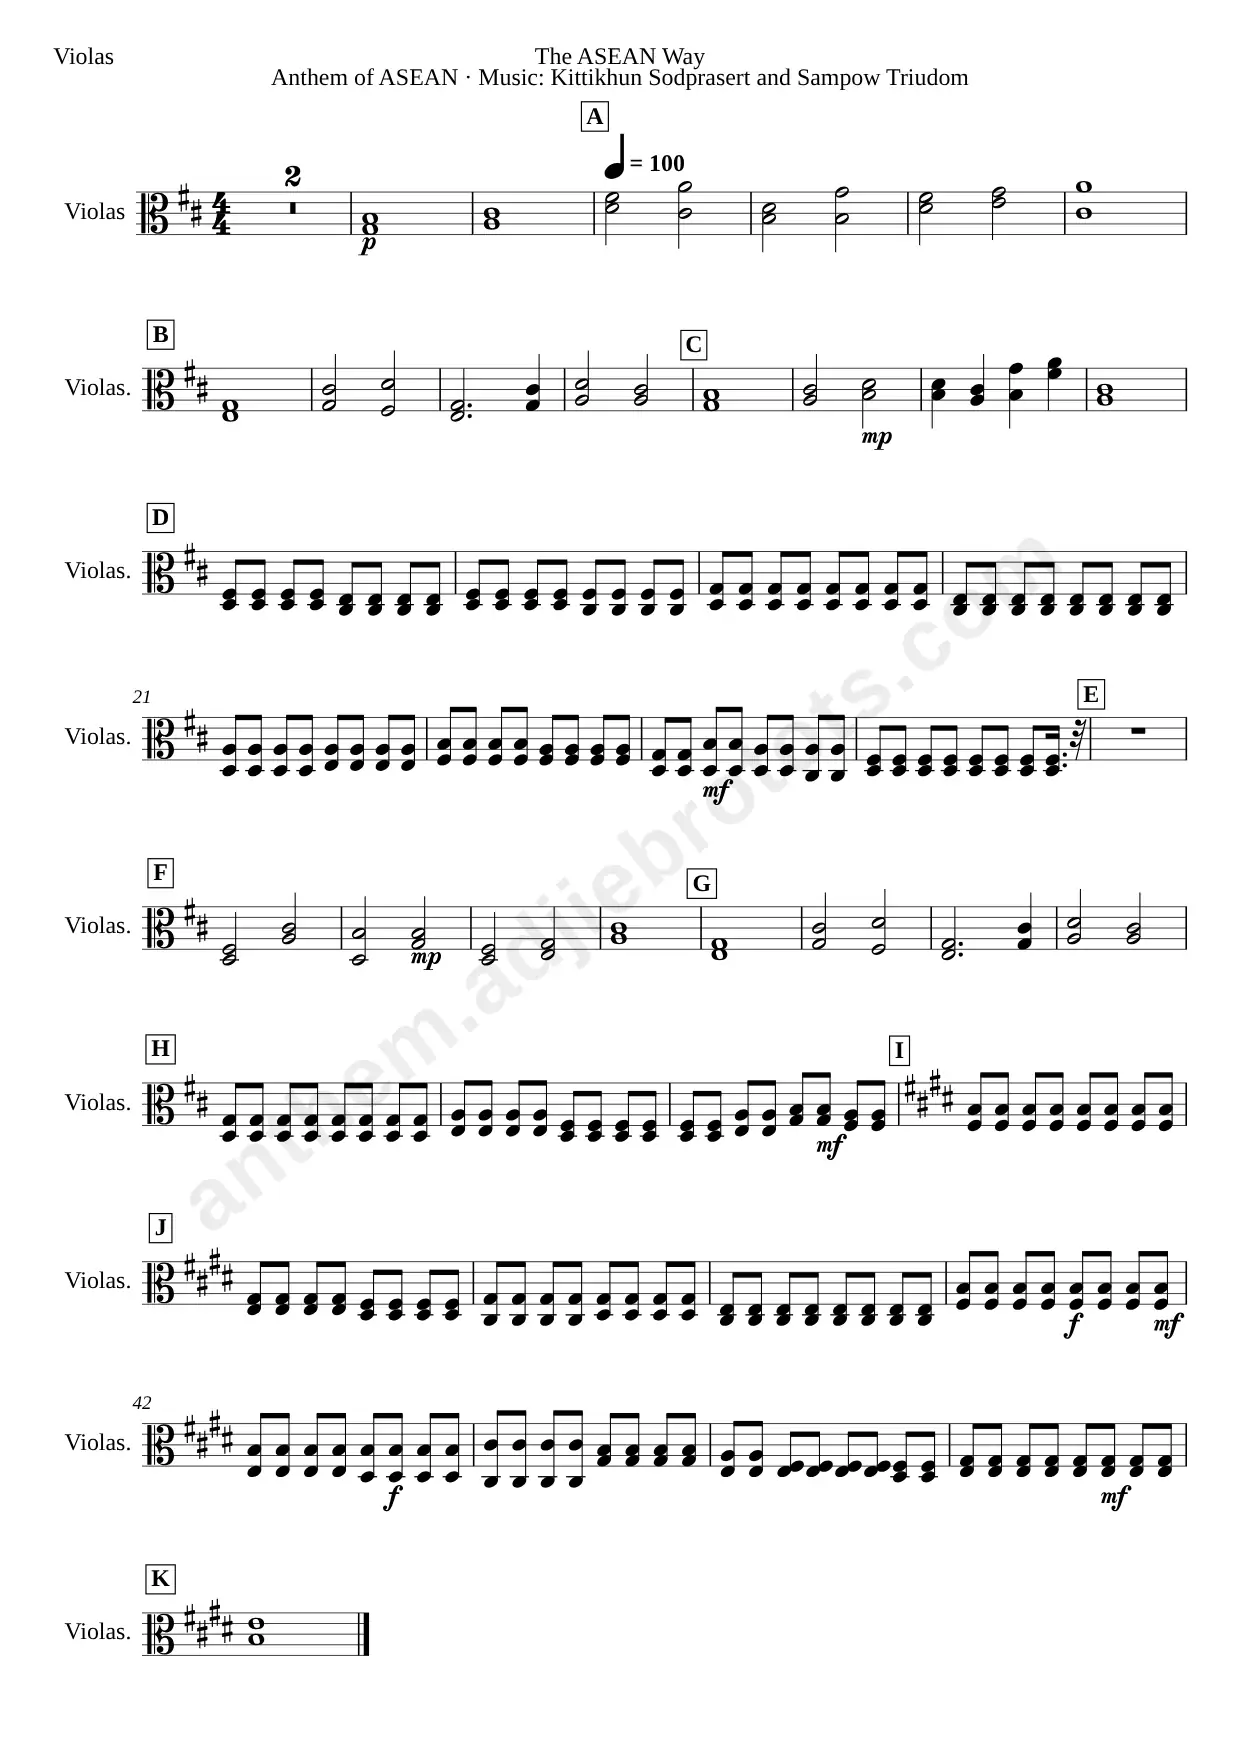 Violas
The ASEAN Way
Anthem of ASEAN · Music: Kittikhun Sodprasert and Sampow Triudom
A
= 100
2
Violas
p
B
C
Violas.
mp
D
Violas.
21
E
Violas.
mf
F
G
Violas.
mp
H
I
Violas.
mf
J
Violas.
f
mf
42
Violas.
f
mf
K
Violas.
anthem.adjiebrotots.com